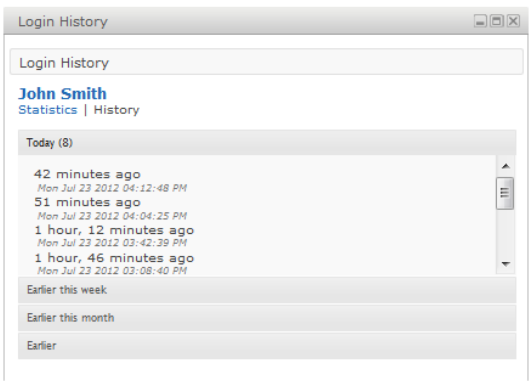 Login History
Login History
John Smith
Statistics | History
Today (8)
42 minutes ago
Mon Jul 23 2012 04:12:48 PM
51 minutes ago
Mon Jul 23 2012 04:04:25 PM
1 hour, 12 minutes ago
Mon Jul 23 2012 03:42:39 PM
1 hour, 46 minutes ago
Mon Jul 23 2012 03:08:40 PM
Earlier this week
Earlier this month
Earlier